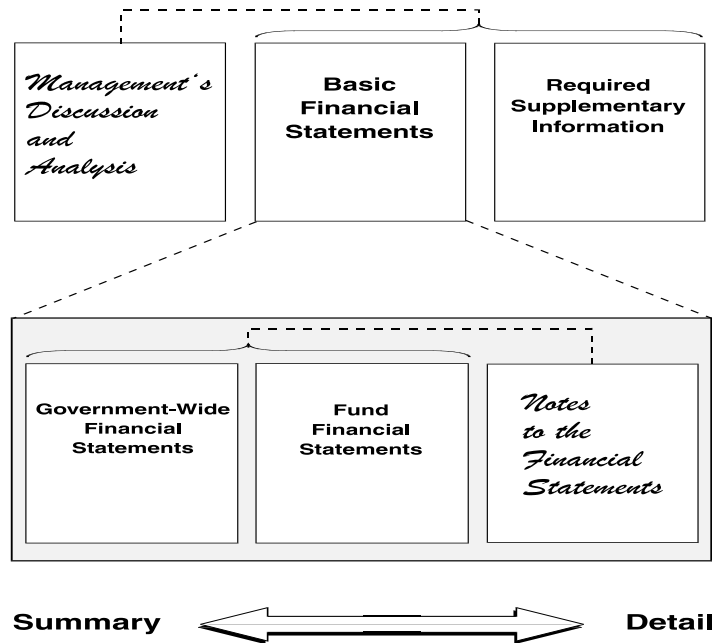 Management's
Discussion
and
Analysis
Basic
Financial
Statements
Required
Supplementary
Information
Government-Wide
Financial
Statements
Fund
Financial
Statements
Notes
to the
Financial
Statements
Summary
Detail